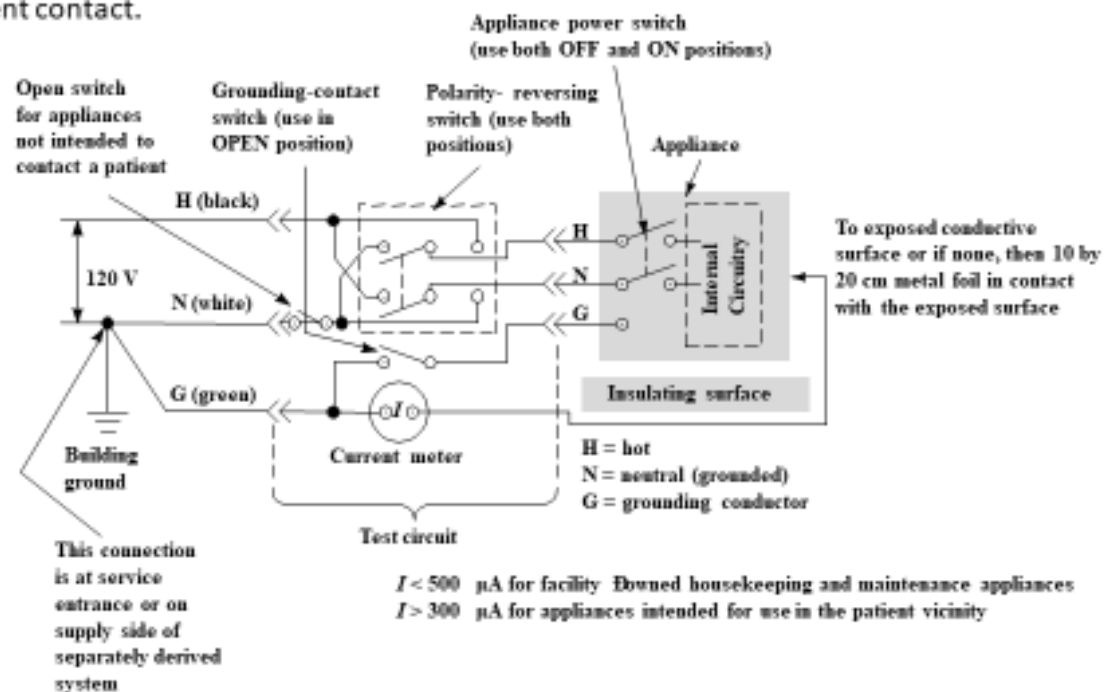 ent contact.
Appliance power switch
(use both OFF and ON positions)
Open switch
for appliances
not intended to
contact a patient
Grounding-contact
switch (use in
OPEN position)
Polarity- reversing
switch (use both
positions)
Appliance
H (black)
H
To exposed conductive
surface or if none, then 10 by
20 cm metal foil in contact
with the exposed surface
120 V
Internal
Circuitry
N
N (white)
G
G (green)
I
Insulating surface
Building
ground
Current meter
H = hot
N = neutral (grounded)
G = grounding conductor
Test circuit
This connection
is at service
entrance or on
supply side of
separately derived
system
I < 500 µA for facility Ðowned housekeeping and maintenance appliances
I > 300 µA for appliances intended for use in the patient vicinity